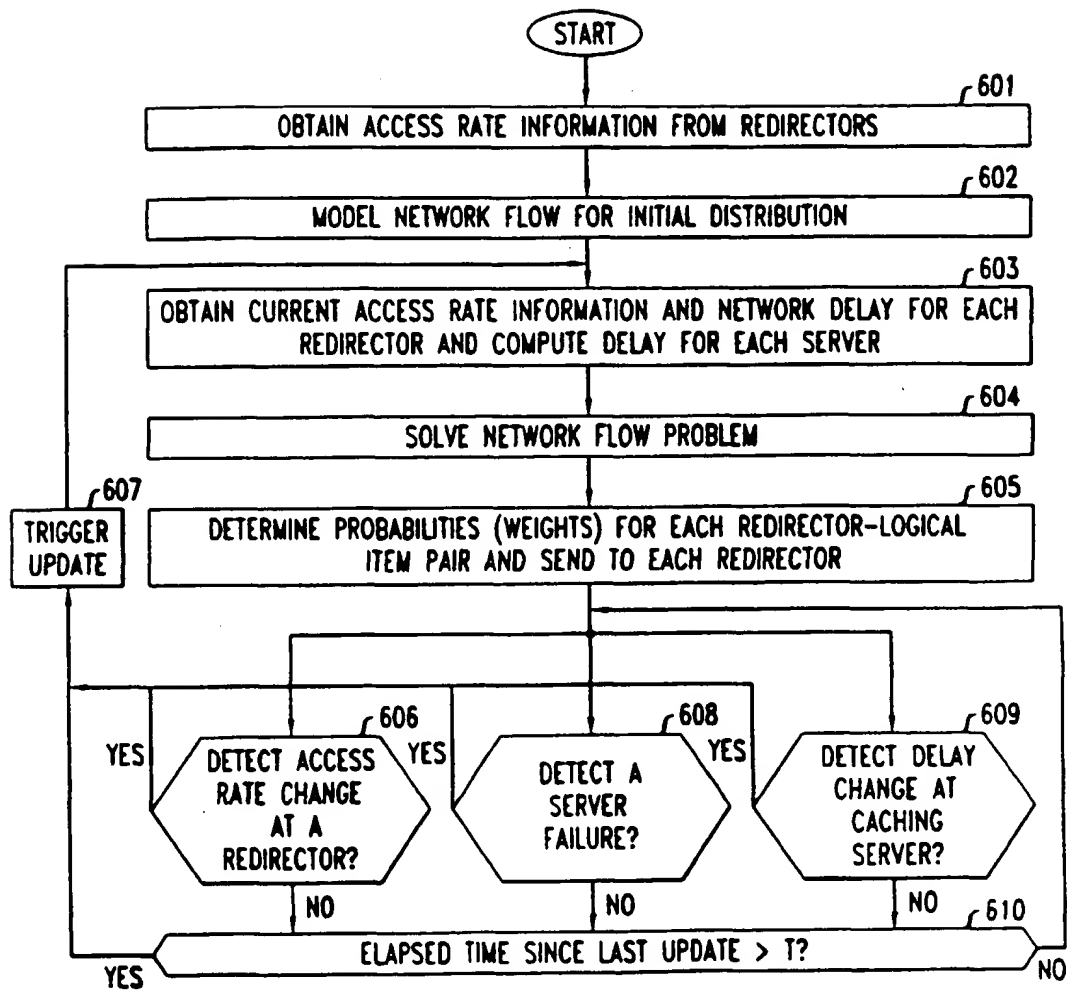 START
601
OBTAIN ACCESS RATE INFORMATION FROM REDIRECTORS
602
MODEL NETWORK FLOW FOR INITIAL DISTRIBUTION
603
OBTAIN CURRENT ACCESS RATE INFORMATION AND NETWORK DELAY FOR EACH
REDIRECTOR AND COMPUTE DELAY FOR EACH SERVER
604
SOLVE NETWORK FLOW PROBLEM
607
TRIGGER
UPDATE
605
DETERMINE PROBABILITIES (WEIGHTS) FOR EACH REDIRECTOR-LOGICAL
ITEM PAIR AND SEND TO EACH REDIRECTOR
606
YES
DETECT ACCESS
RATE CHANGE
AT A
REDIRECTOR?
NO
608
YES
DETECT A
SERVER
FAILURE?
NO
609
YES
DETECT DELAY
CHANGE AT
CACHING
SERVER?
NO
610
ELAPSED TIME SINCE LAST UPDATE > T?
YES
NO